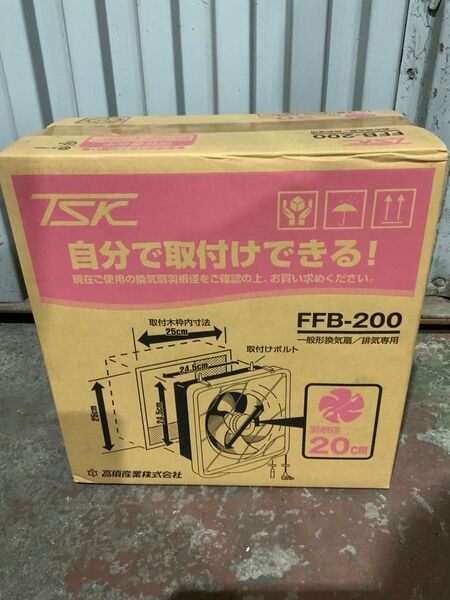 FFB-200
TSK
自分で取付けできる!
現在ご使用の換気扇羽根径をご確認の上、お買い求めください。
FFB-200
一般形換気扇/排気専用
取付木枠内寸法
25cm
取付けボルト
24.5cm
25cm
24.5cm
羽根径
20cm
高須産業株式会社